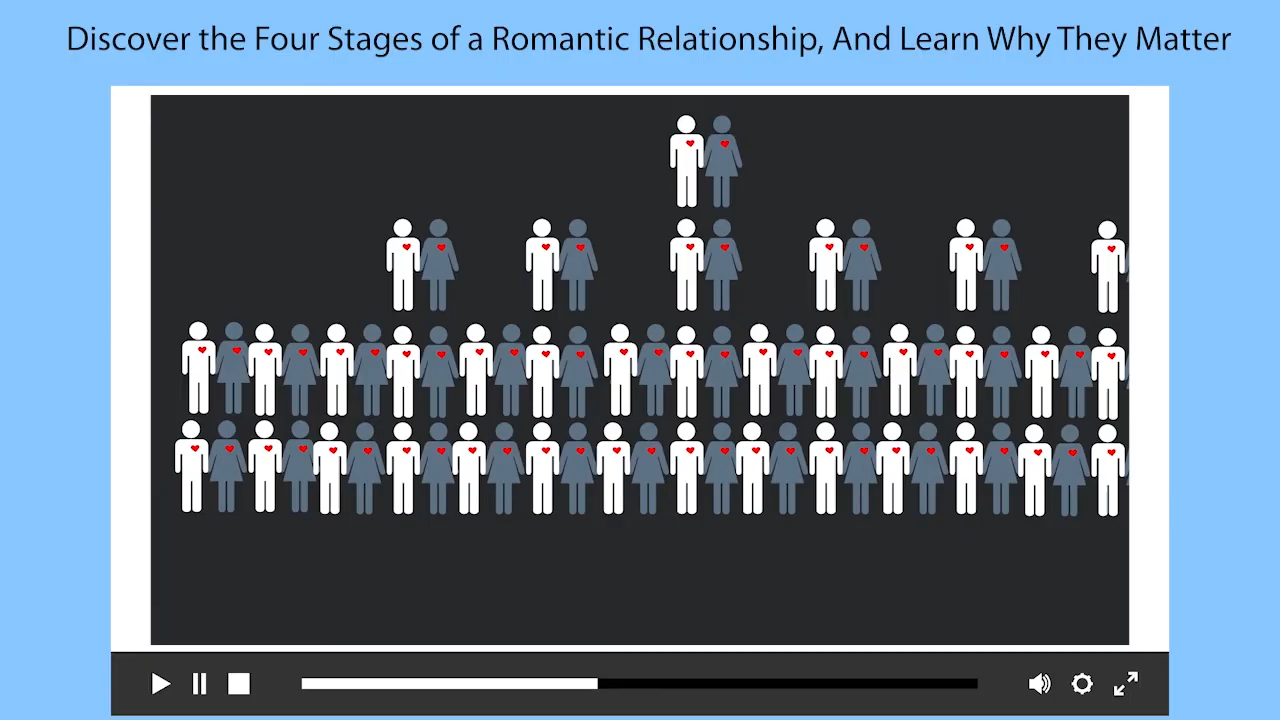 Discover the Four Stages of a Romantic Relationship, And Learn Why They Matter